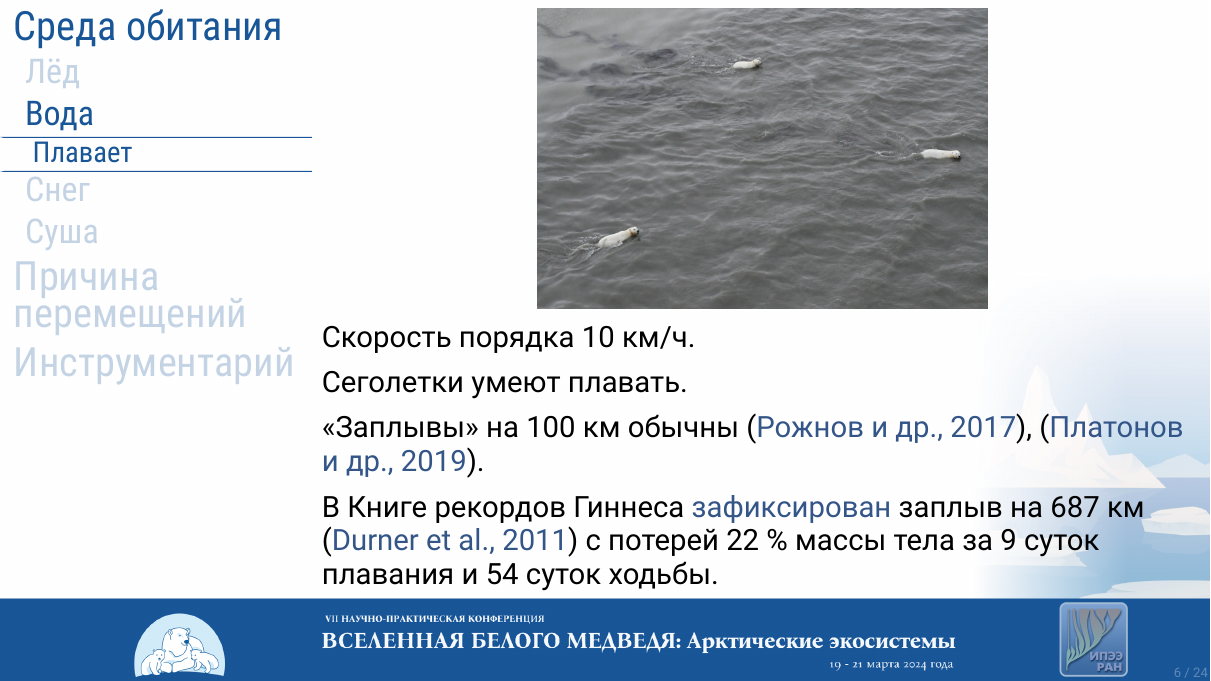 Среда обитания
Лёд
Вода
Плавает
Снег
Суша
Причина
перемещений
Инструментарий
Скорость порядка 10 км/ч.
Сеголетки умеют плавать.
«Заплывы» на 100 км обычны (Рожнов и др., 2017), (Платонов
и др., 2019).
В Книге рекордов Гиннеса зафиксирован заплыв на 687 км
(Durner et al., 2011) с потерей 22 % массы тела за 9 суток
плавания и 54 суток ходьбы.
VII НАУЧНО-ПРАКТИЧЕСКАЯ КОНФЕРЕНЦИЯ
ВСЕЛЕННАЯ БЕЛОГО МЕДВЕДЯ: Арктические экосистемы
19 - 21 марта 2024 года
ИПЭЭ
РАН
6 / 24